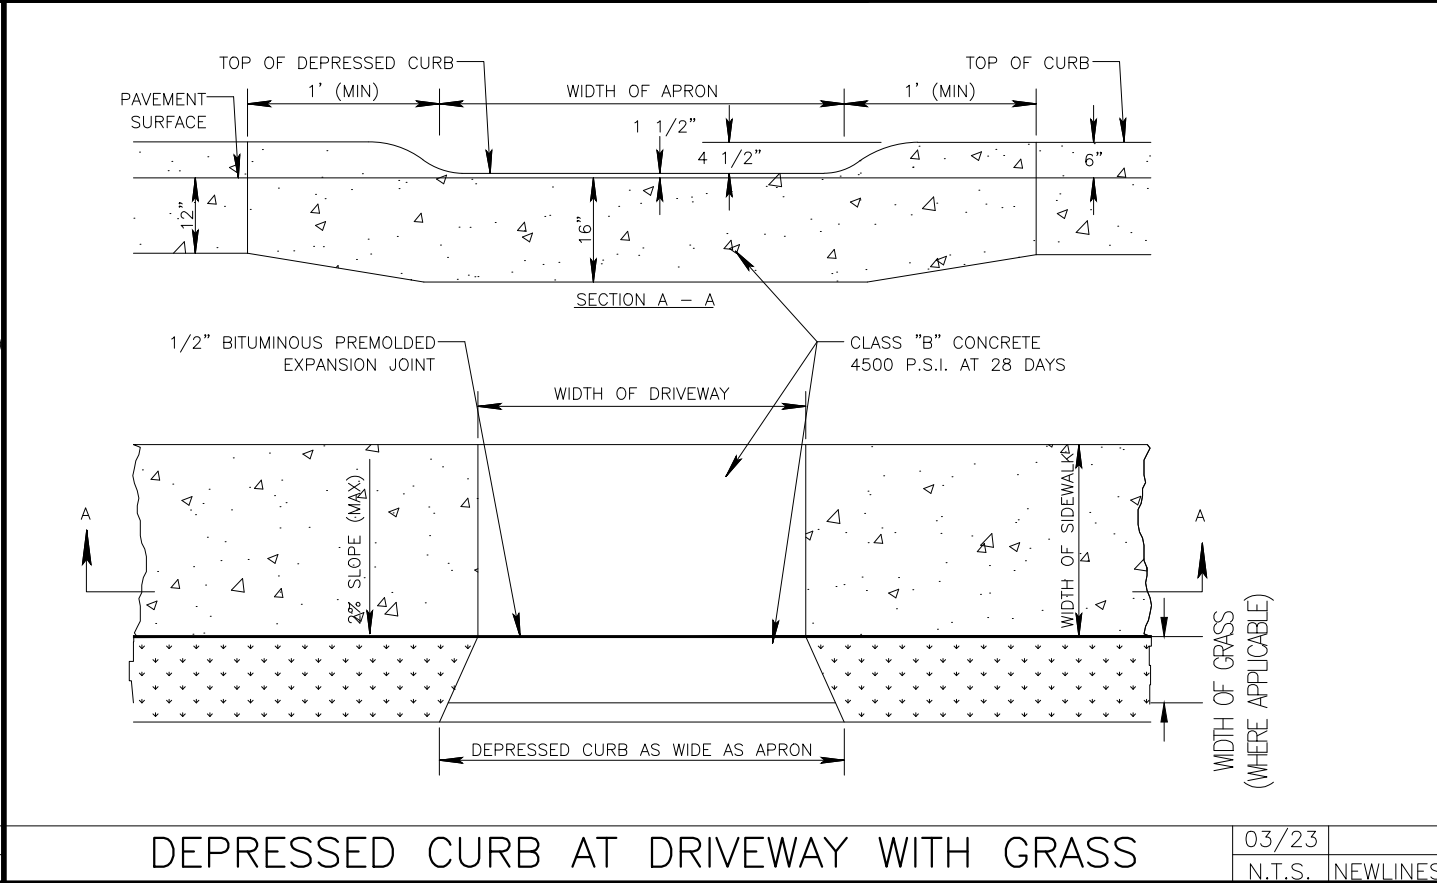 TOP OF DEPRESSED CURB
TOP OF CURB
1' (MIN)
WIDTH OF APRON
1' (MIN)
PAVEMENT
SURFACE
1 1/2"
4 1/2"
6"
12"
16"
SECTION A - A
1/2" BITUMINOUS PREMOLDED
EXPANSION JOINT
CLASS "B" CONCRETE
4500 P.S.I. AT 28 DAYS
WIDTH OF DRIVEWAY
2% SLOPE (MAX.)
WIDTH OF SIDEWALK
A
A
WIDTH OF GRASS
(WHERE APPLICABLE)
DEPRESSED CURB AS WIDE AS APRON
DEPRESSED CURB AT DRIVEWAY WITH GRASS
03/23
N.T.S.
NEWLINES